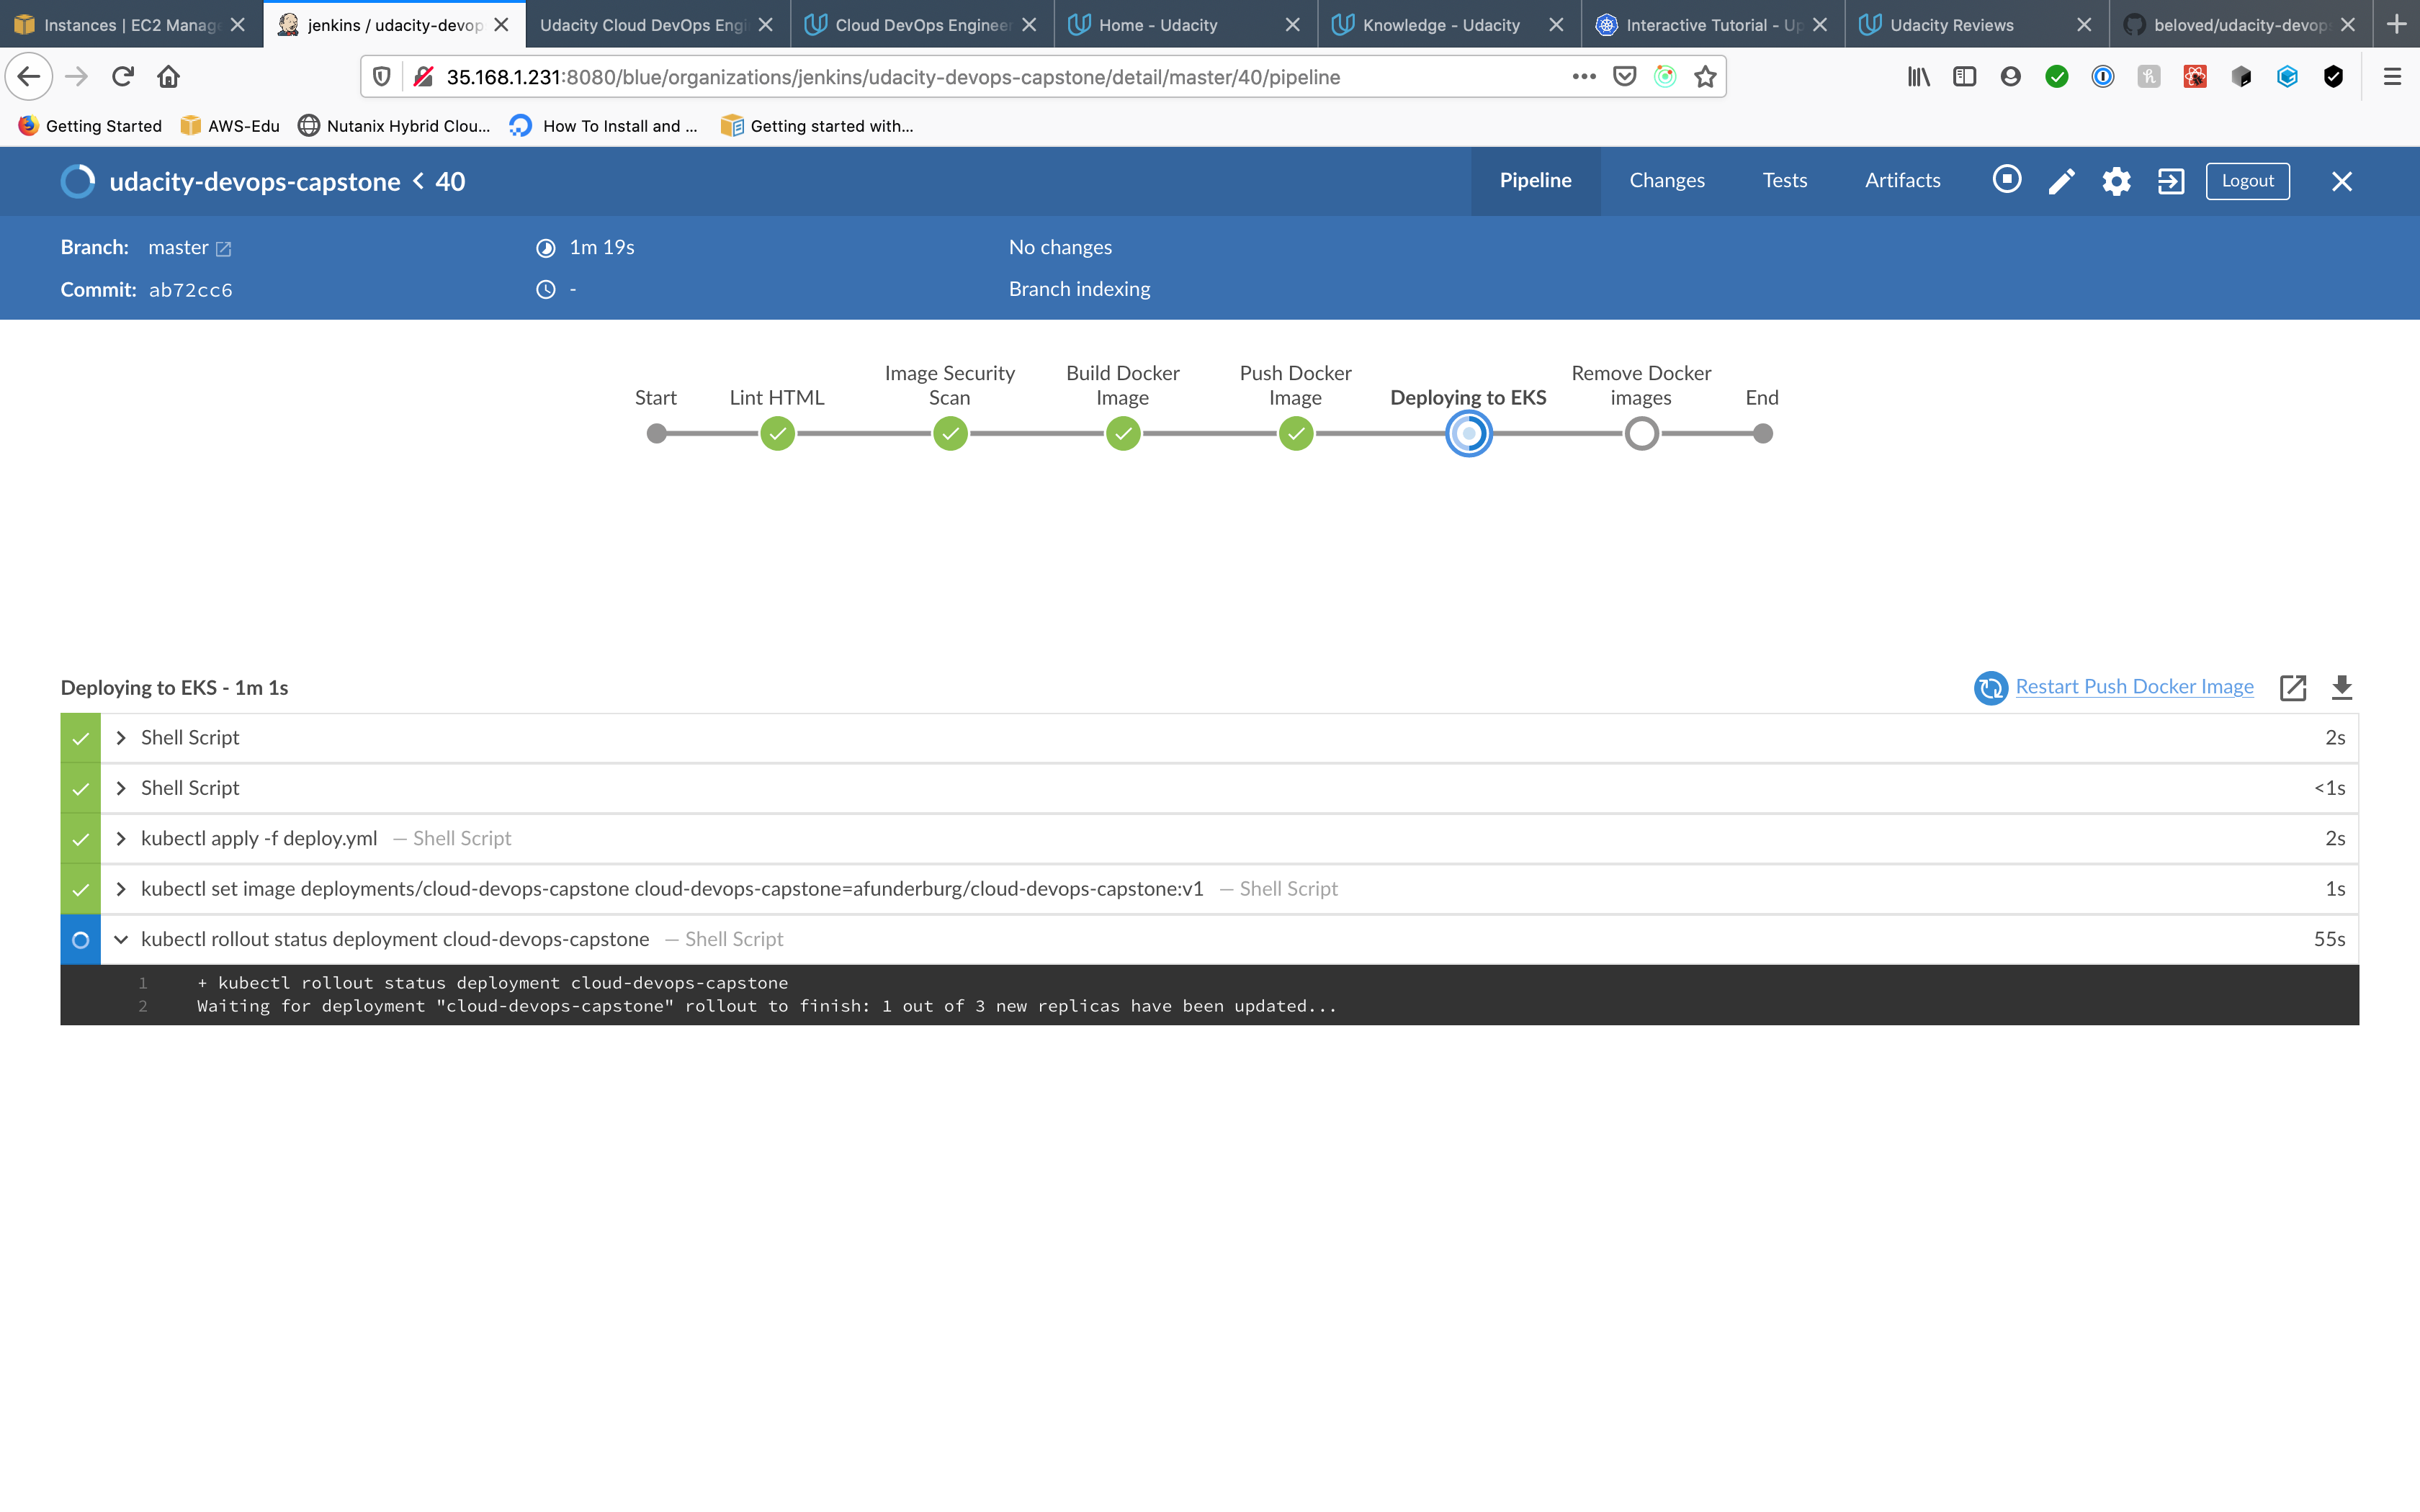 Instances | EC2 Manag
jenkins / udacity-devop
Udacity Cloud DevOps Engi
Cloud DevOps Engineer
Home - Udacity
Knowledge - Udacity
Interactive Tutorial - Up
Udacity Reviews
beloved/udacity-devops
35.168.1.231:8080/blue/organizations/jenkins/udacity-devops-capstone/detail/master/40/pipeline
Getting Started
AWS-Edu
Nutanix Hybrid Clou...
How To Install and ...
Getting started with...
udacity-devops-capstone < 40
Pipeline
Changes
Tests
Artifacts
Logout
Branch: master
1m 19s
No changes
Commit: ab72cc6
-
Branch indexing
Start
Lint HTML
Image Security
Scan
Build Docker
Image
Push Docker
Image
Deploying to EKS
Remove Docker
images
End
Deploying to EKS - 1m 1s
Restart Push Docker Image
Shell Script
2s
Shell Script
<1s
kubectl apply -f deploy.yml — Shell Script
2s
kubectl set image deployments/cloud-devops-capstone cloud-devops-capstone=afunderburg/cloud-devops-capstone:v1 — Shell Script
1s
kubectl rollout status deployment cloud-devops-capstone — Shell Script
55s
1 + kubectl rollout status deployment cloud-devops-capstone
2 Waiting for deployment "cloud-devops-capstone" rollout to finish: 1 out of 3 new replicas have been updated...